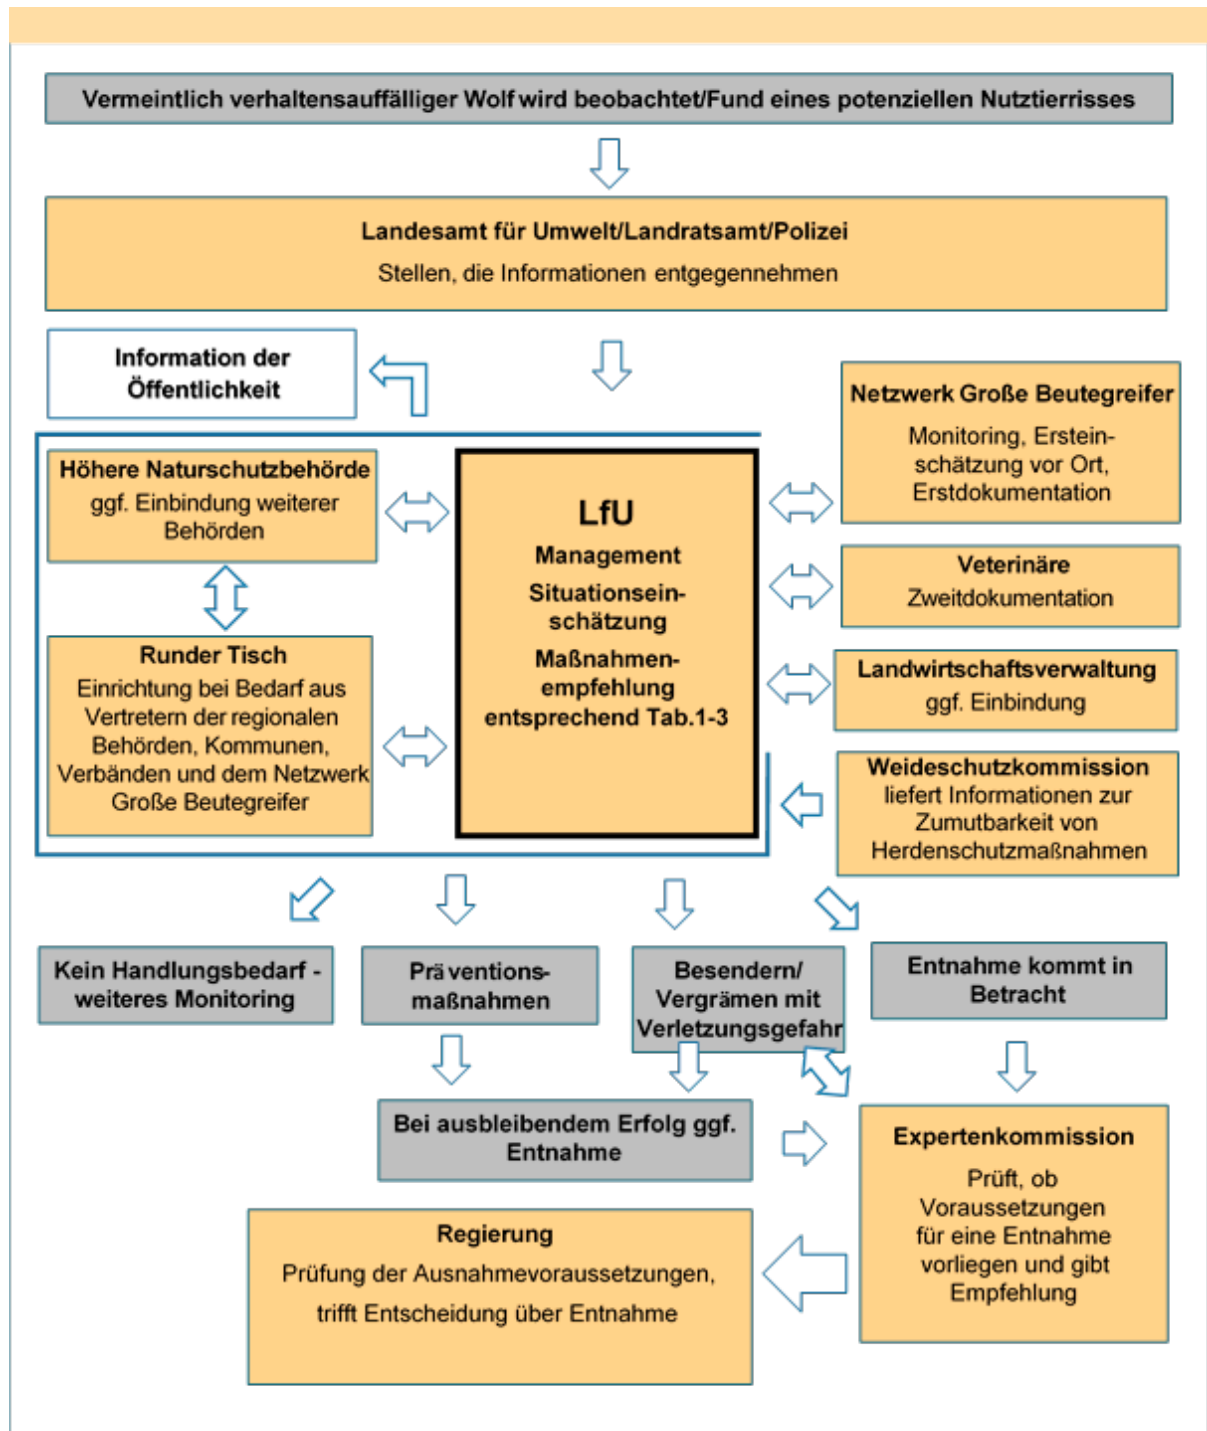 Vermeintlich verhaltensauffälliger Wolf wird beobachtet/Fund eines potenziellen Nutztierrisses
Landesamt für Umwelt/Landratsamt/Polizei
Stellen, die Informationen entgegennehmen
Information der
Öffentlichkeit
Netzwerk Große Beutegreifer
Monitoring, Erstein-
schätzung vor Ort,
Erstdokumentation
Höhere Naturschutzbehörde
ggf. Einbindung weiterer
Behörden
LfU
Management
Situationsein-
schätzung
Maßnahmen-
empfehlung
entsprechend Tab.1-3
Veterinäre
Zweitdokumentation
Runder Tisch
Einrichtung bei Bedarf aus
Vertretern der regionalen
Behörden, Kommunen,
Verbänden und dem Netzwerk
Große Beutegreifer
Landwirtschaftsverwaltung
ggf. Einbindung
Weideschutzkommission
liefert Informationen zur
Zumutbarkeit von
Herdenschutzmaßnahmen
Kein Handlungsbedarf -
weiteres Monitoring
Präventions-
maßnahmen
Besendern/
Vergrämen mit
Verletzungsgefahr
Entnahme kommt in
Betracht
Bei ausbleibendem Erfolg ggf.
Entnahme
Expertenkommission
Prüft, ob
Voraussetzungen
für eine Entnahme
vorliegen und gibt
Empfehlung
Regierung
Prüfung der Ausnahmevoraussetzungen,
trifft Entscheidung über Entnahme